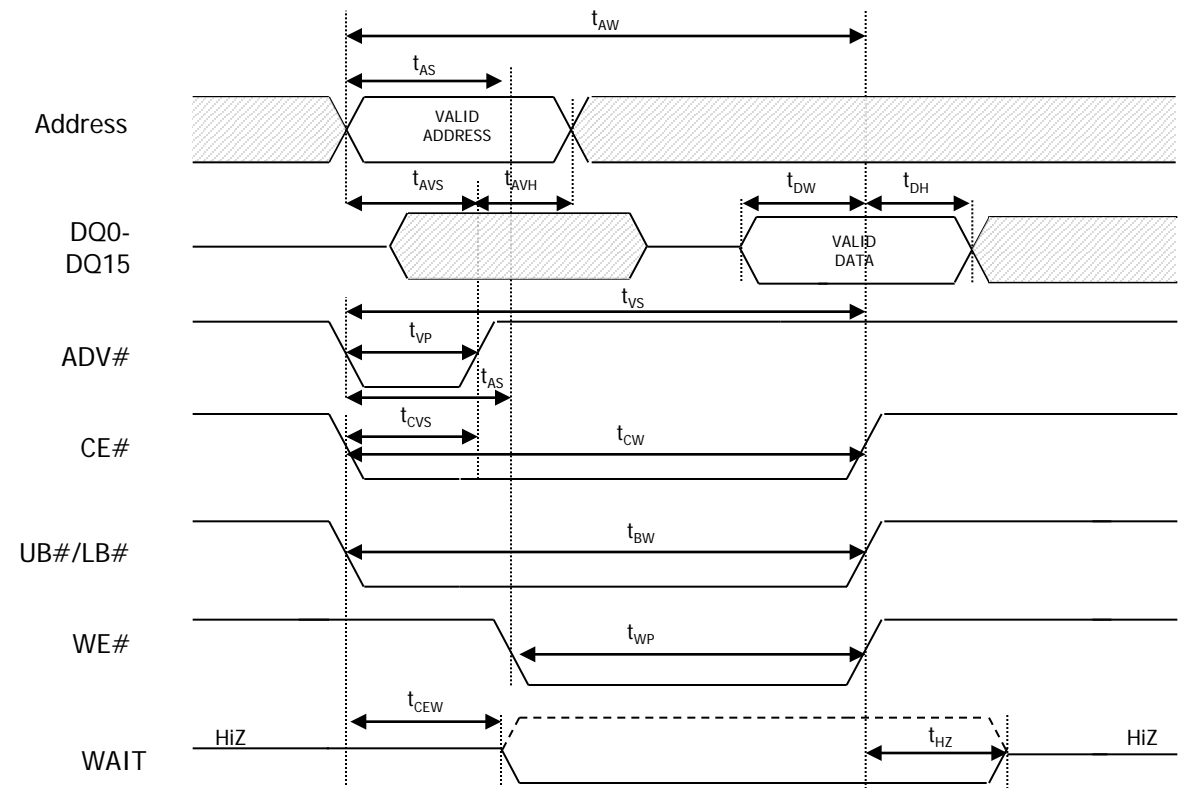 tAW
tAS
Address
VALID
ADDRESS
tAVS
tAVH
tDW
tDH
DQ0-
DQ15
VALID
DATA
tVS
ADV#
tVP
tAS
tCVS
CE#
tCW
UB#/LB#
tBW
WE#
tWP
tCEW
HiZ
tHZ
HiZ
WAIT